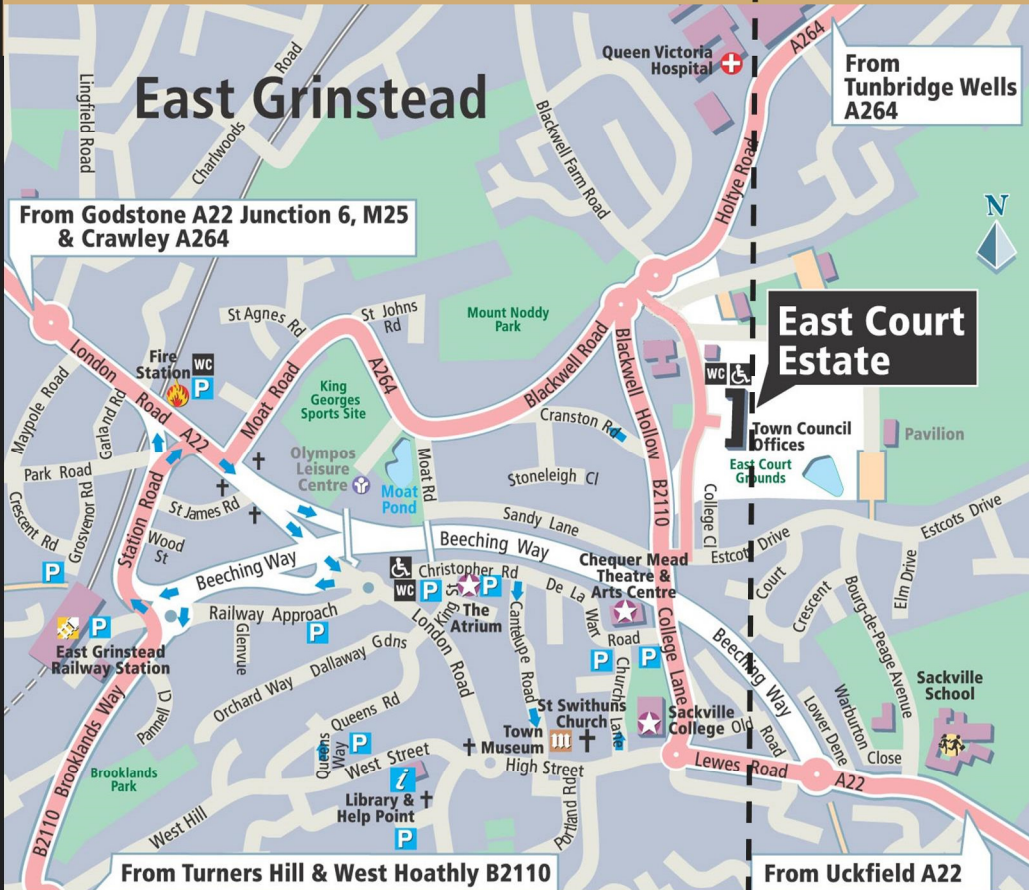 East Grinstead
Lingfield Road
Charlwoods Road
Queen Victoria
Hospital
A264
From
Tunbridge Wells
A264
Blackwell Farm Road
Holtye Road
N
From Godstone A22 Junction 6, M25
& Crawley A264
St Agnes Rd
St Johns
Rd
Mount Noddy
Park
East Court
Estate
London Road A22
Fire
Station
WC
P
Moat Road
A264
King
Georges
Sports Site
Blackwell Road
Blackwell Hollow
B2110
WC
Maypole Road
Garland Rd
Cranston Rd
Town Council
Offices
Pavilion
East Court
Grounds
Park Road
Olympos
Leisure
Centre
Moat
Pond
Moat Rd
Stoneleigh Cl
Crescent Rd
Grosvenor Rd
Station Road
St James Rd
Wood
St
Sandy Lane
College Cl
Estcots Drive
Estcots Drive
Beeching Way
Beeching Way
P
WC
Christopher Rd
P
P
King St
The
Atrium
De La Warr
Road
Chequer Mead
Theatre &
Arts Centre
Court
Crescent
Bourg-de-Peage Avenue
Elm Drive
Railway Approach
P
Glenvue
P
East Grinstead
Railway Station
London Road
Cantelupe Road
P
P
College Lane
Beeching Way
Dallaway Gdns
Orchard Way
Church Lane
Sackville
School
Warburton
Close
Lower Dene
Brooklands Way
B2110
Parnell Cl
Queens Rd
Queens
Way
P
West Street
St Swithuns
Church
Town
Museum
m
Sackville
College
Old
Road
High Street
Lewes Road
A22
Brooklands
Park
i
Library &
Help Point
P
West Hill
Portland Rd
From Turners Hill & West Hoathly B2110
From Uckfield A22